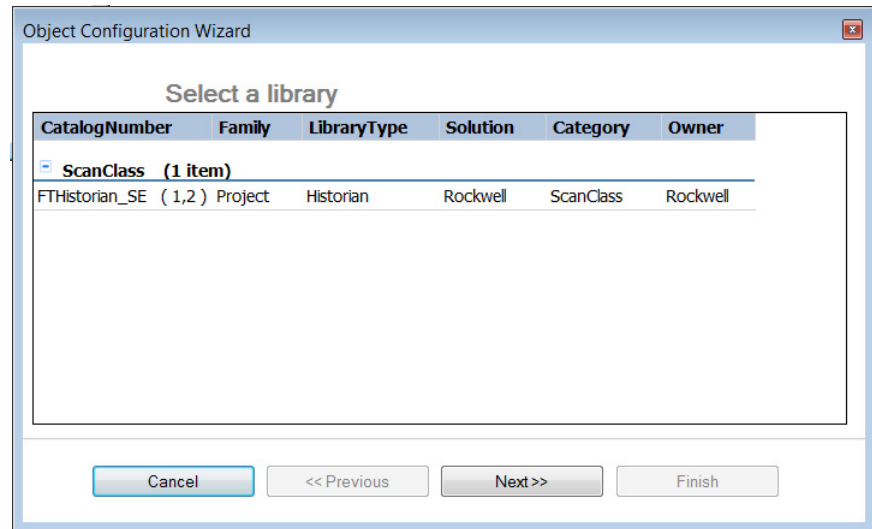 Object Configuration Wizard
Select a library
CatalogNumber Family LibraryType Solution Category Owner
ScanClass (1 item)
FTHistorian_SE ( 1,2 ) Project Historian Rockwell ScanClass Rockwell
Cancel << Previous Next >> Finish